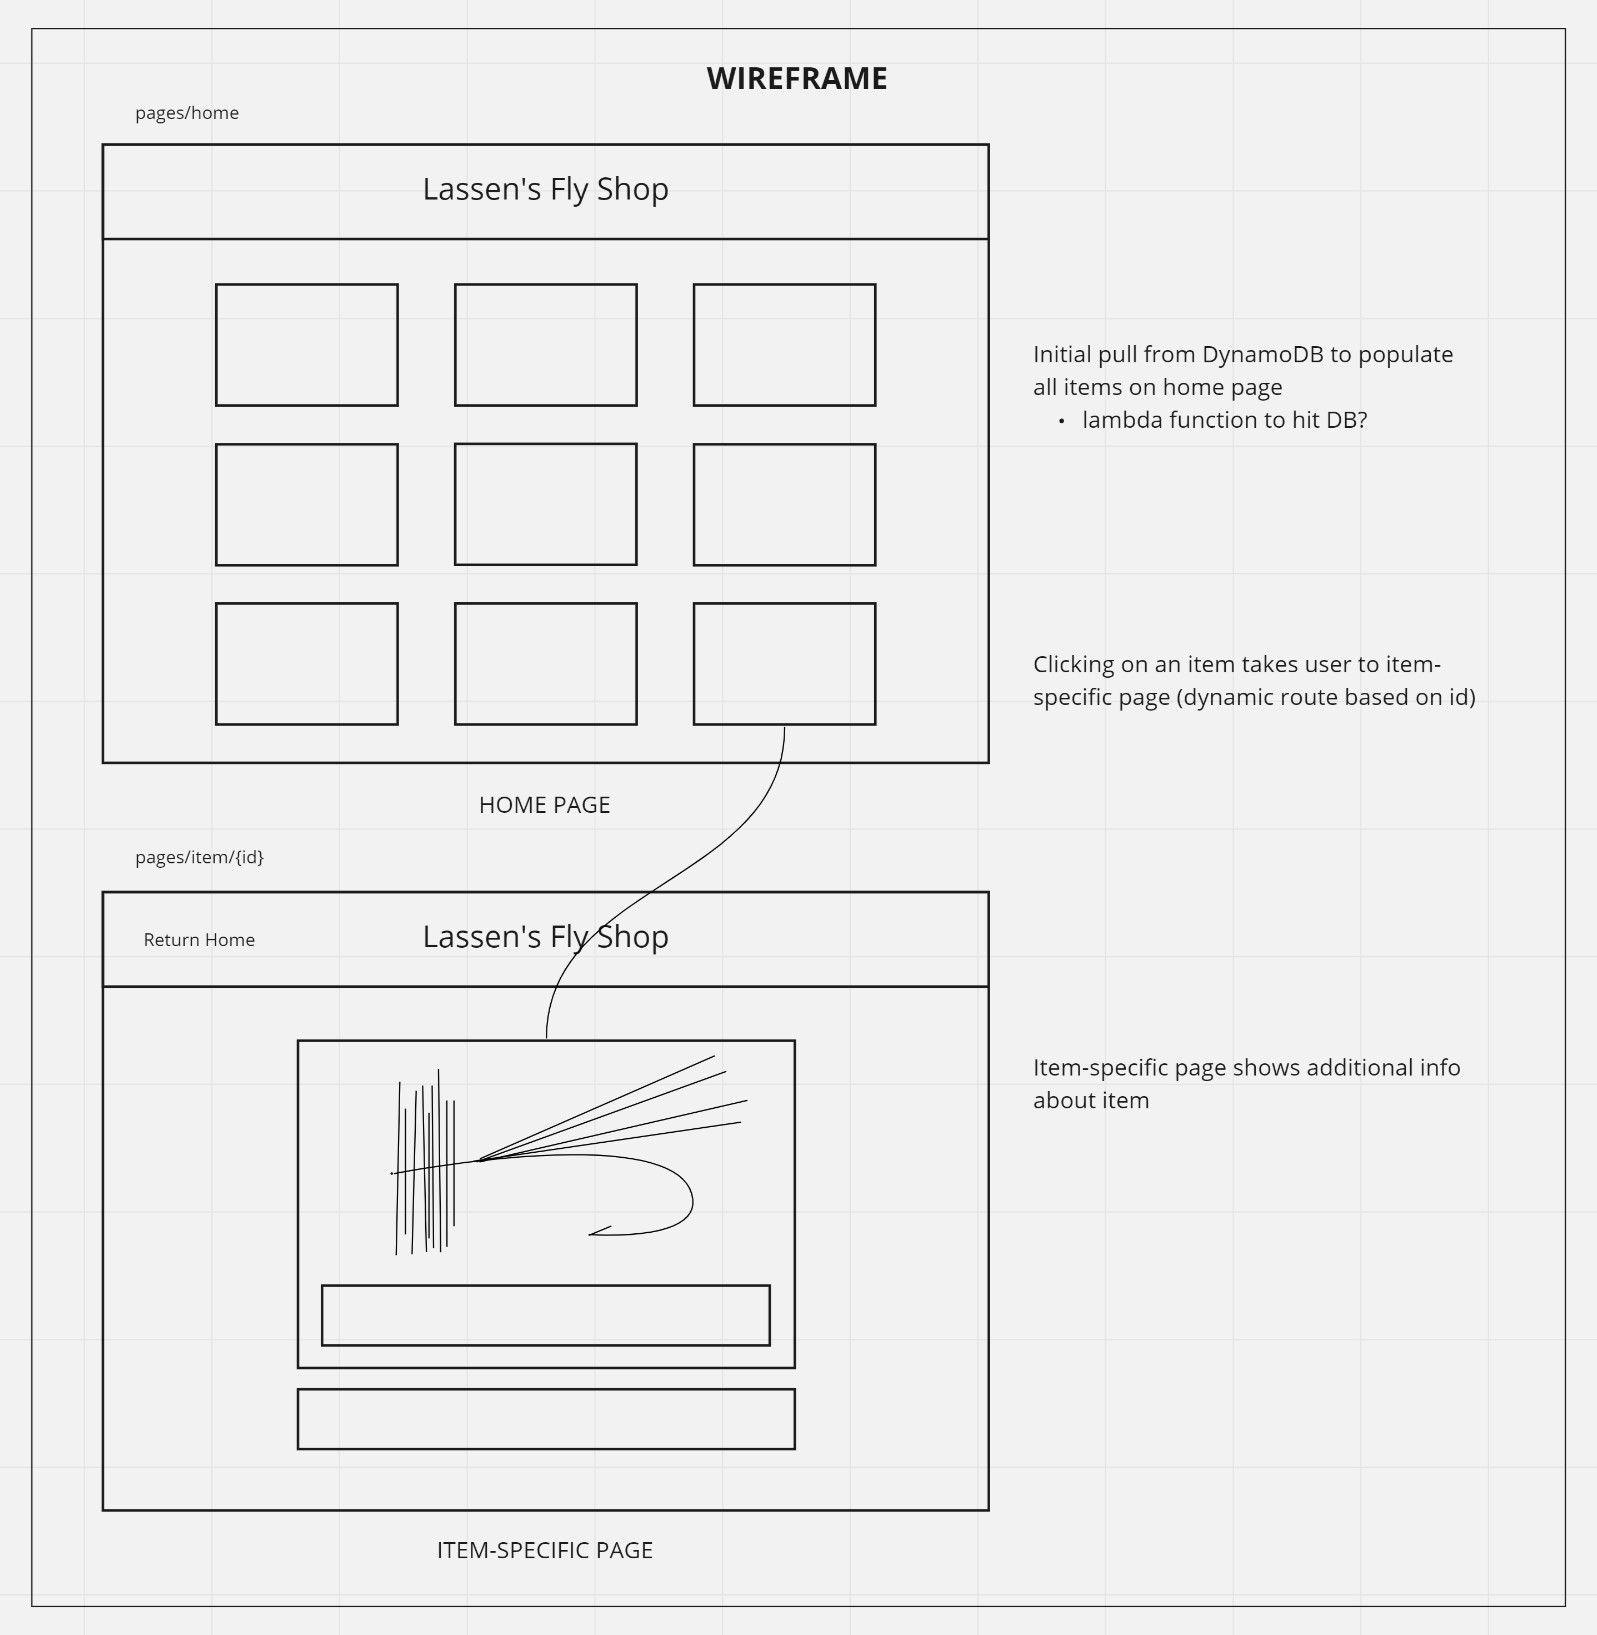 WIREFRAME
pages/home
Lassen's Fly Shop
Initial pull from DynamoDB to populate
all items on home page
• lambda function to hit DB?
Clicking on an item takes user to item-
specific page (dynamic route based on id)
HOME PAGE
pages/item/{id}
Return Home
Lassen's Fly Shop
Item-specific page shows additional info
about item
ITEM-SPECIFIC PAGE